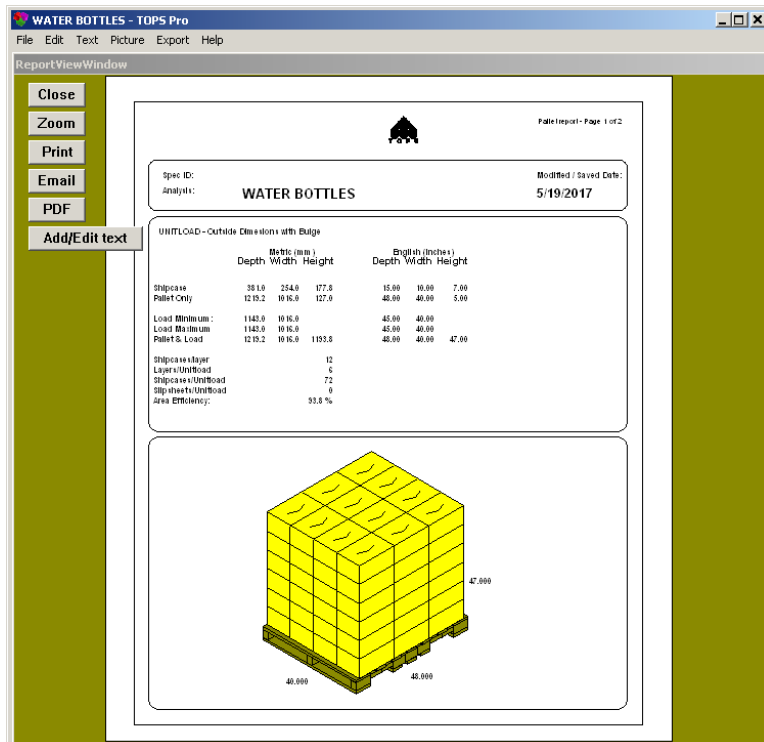 WATER BOTTLES - TOPS Pro
File Edit Text Picture Export Help
ReportViewWindow
Close
Zoom
Print
Email
PDF
Add/Edit text
TOPS
Pallet report - Page 1 of 2
Spec ID:
Modified / Saved Date:
Analysis:
WATER BOTTLES
5/19/2017
UNITLOAD - Outside Dimesions with Bulge
Metric (mm) English (Inches)
Depth Width Height Depth Width Height
Shipcase 381.0 254.0 177.8 15.00 10.00 7.00
Pallet Only 1219.2 1016.0 127.0 48.00 40.00 5.00
Load Minimum: 1143.0 1016.0 45.00 40.00
Load Maximum 1143.0 1016.0 45.00 40.00
Pallet & Load 1219.2 1016.0 1193.8 48.00 40.00 47.00
Shipcases/layer 12
Layers/Unitload 6
Shipcases/Unitload 72
Slipsheets/Unitload 0
Area Efficiency: 93.8 %
47.000
40.000
48.000